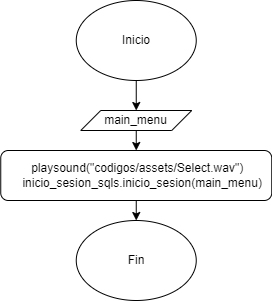 Inicio
main_menu
playsound("codigos/assets/Select.wav")
inicio_sesion_sqls.inicio_sesion(main_menu)
Fin